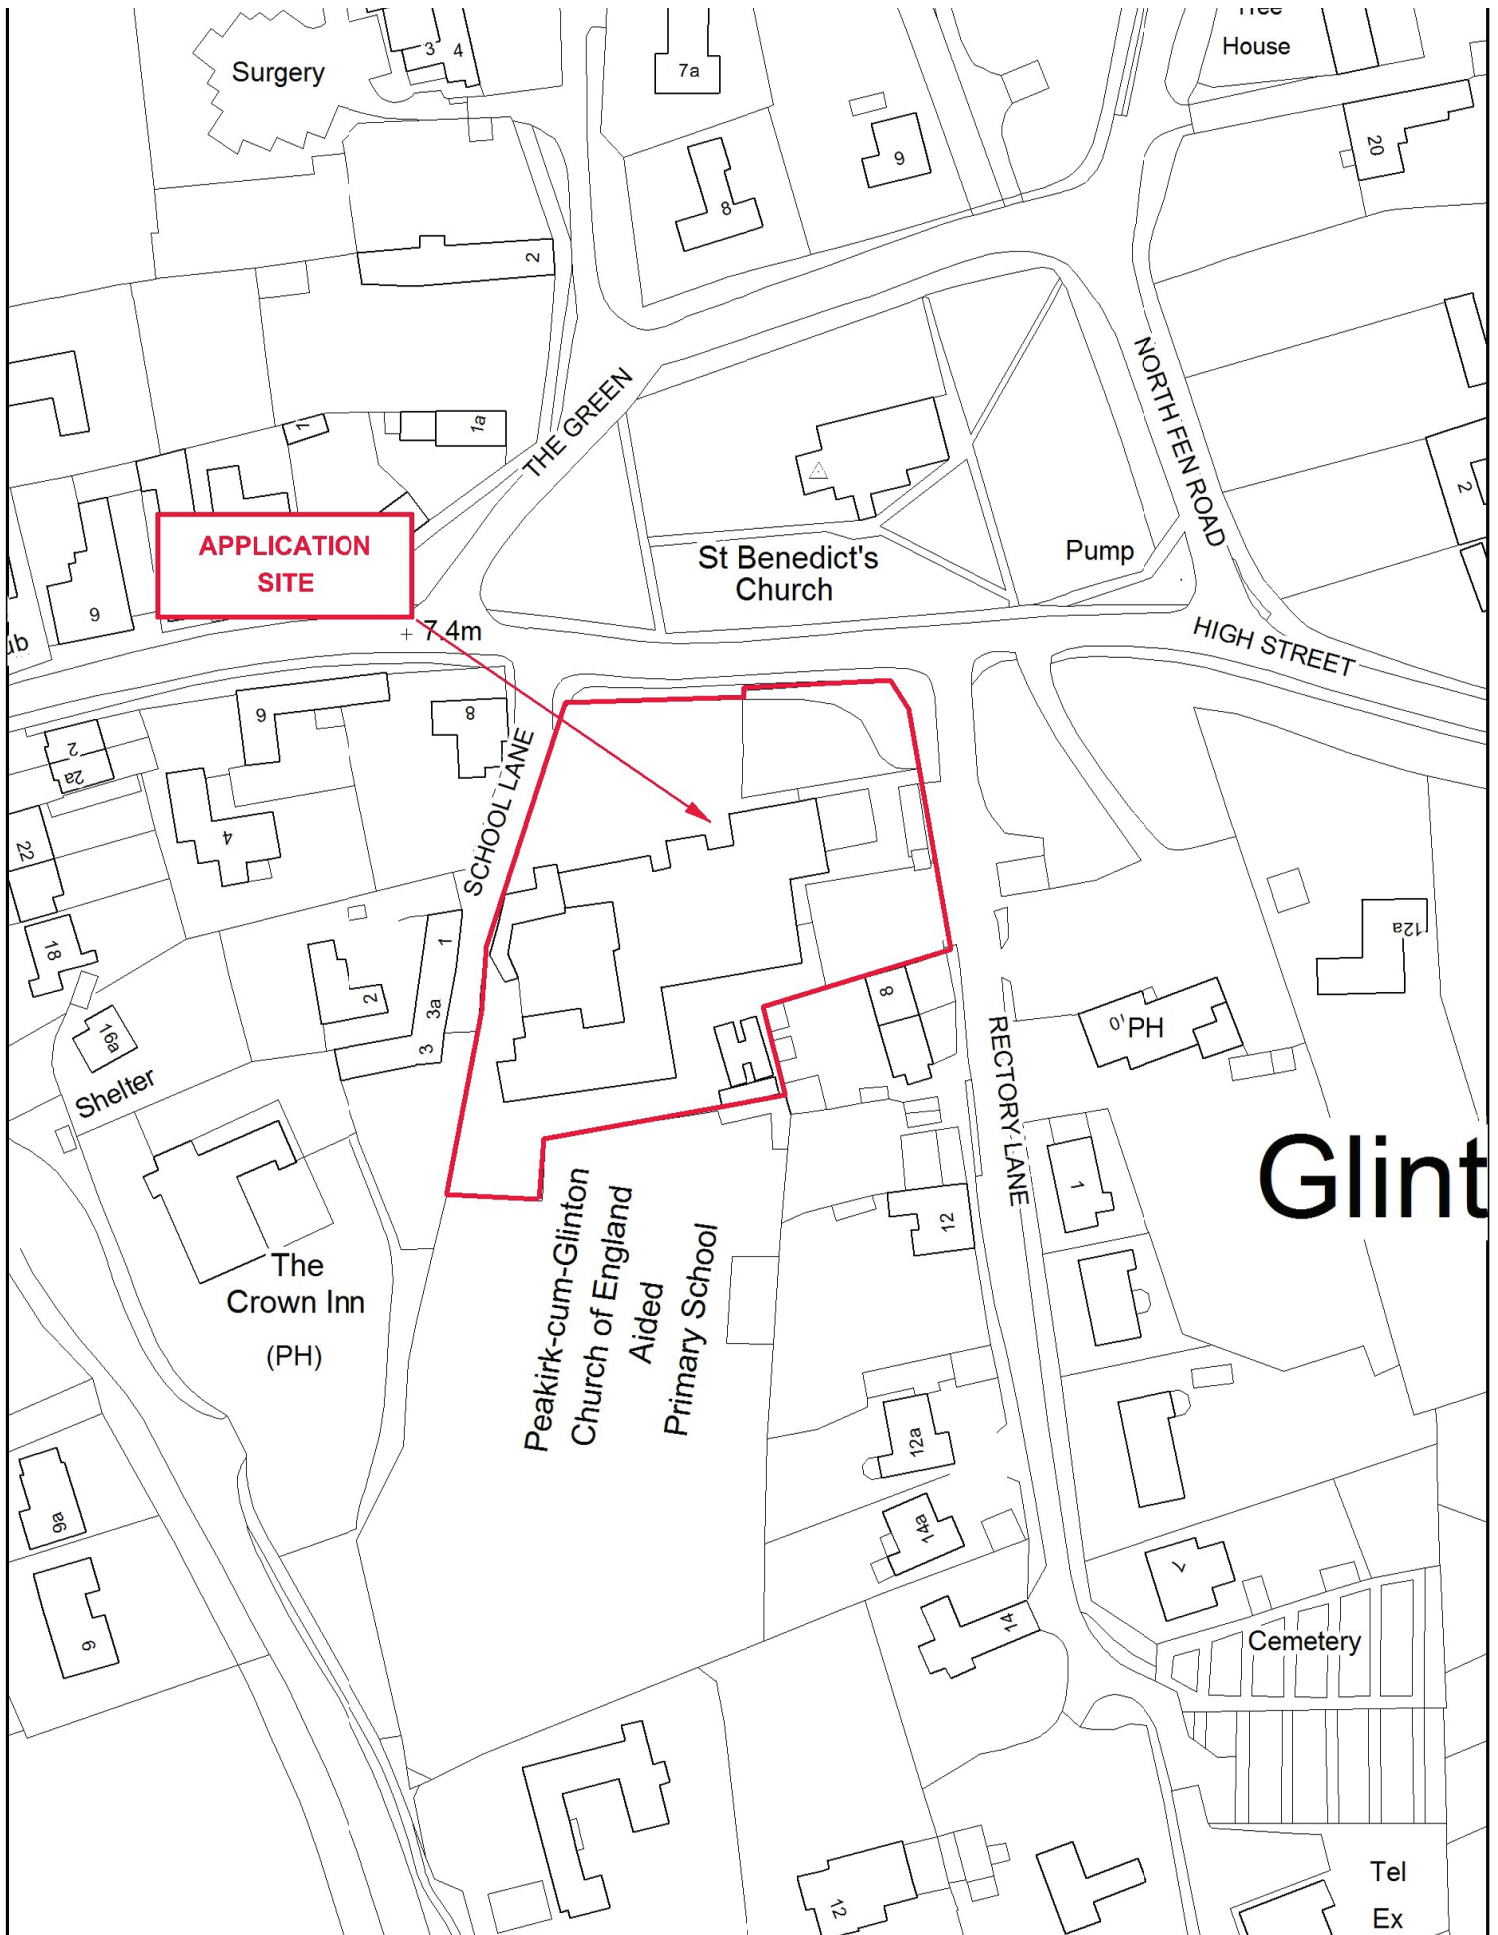 Surgery
3
4
7a
House
9
20
8
2
THE GREEN
1a
NORTH FEN ROAD
2
APPLICATION
SITE
St Benedict's
Church
Pump
9
7.4m
HIGH STREET
6
8
2
2a
SCHOOL LANE
4
22
18
1
2
3a
3
8
12a
10
PH
16a
Shelter
RECTORY LANE
Glint
1
12
The
Crown Inn
(PH)
Peakirk-cum-Glinton
Church of England
Aided
Primary School
12a
9a
14a
7
14
9
Cemetery
12
Tel
Ex